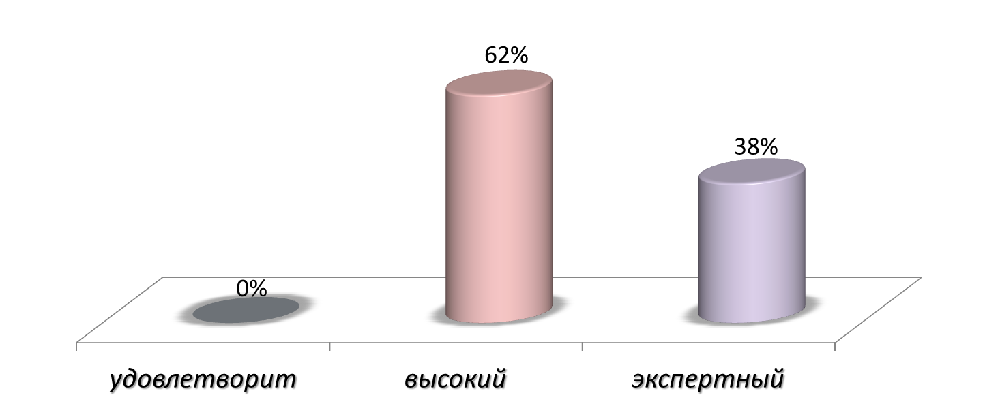 62%
38%
0%
удовлетворит
высокий
экспертный